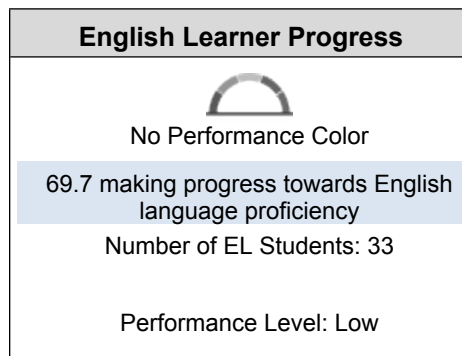 English Learner Progress
No Performance Color
69.7 making progress towards English
language proficiency
Number of EL Students: 33
Performance Level: Low